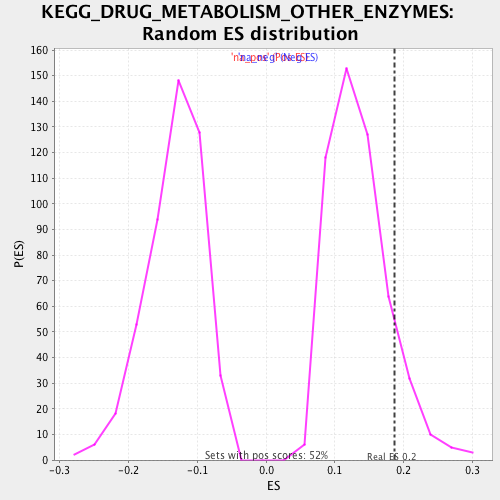 KEGG_DRUG_METABOLISM_OTHER_ENZYMES:
Random ES distribution
(Neg ES)
160
150
140
130
120
110
100
90
80
70
60
50
40
30
20
10
0
P(ES)
Sets with pos scores: 52%
Real ES 0.2
-0.3 -0.2 -0.1 0.0 0.1 0.2 0.3
ES